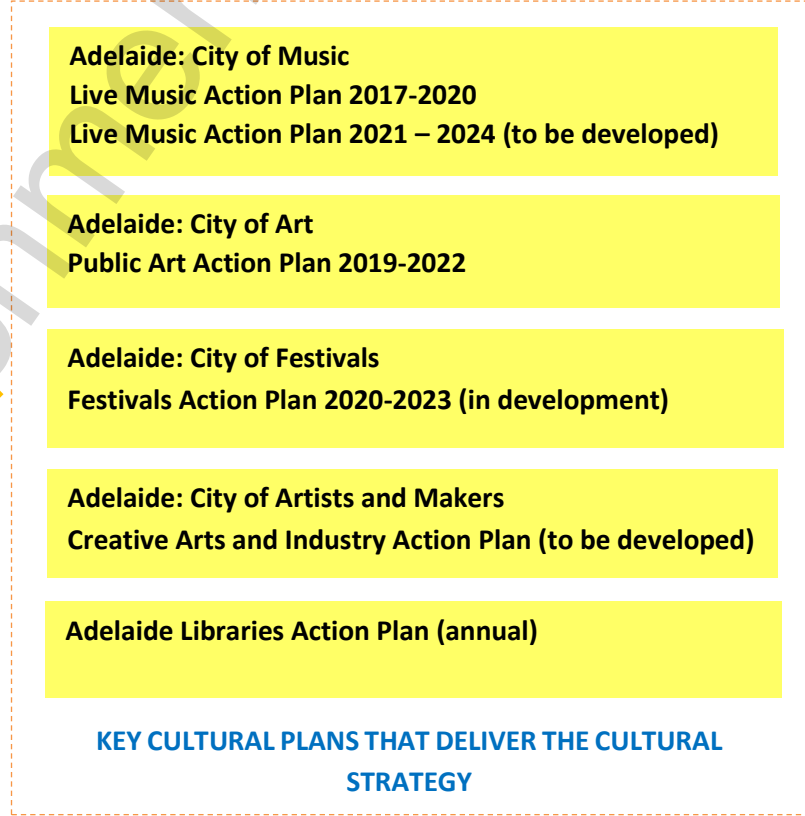 Adelaide: City of Music
Live Music Action Plan 2017-2020
Live Music Action Plan 2021 – 2024 (to be developed)
Adelaide: City of Art
Public Art Action Plan 2019-2022
Adelaide: City of Festivals
Festivals Action Plan 2020-2023 (in development)
Adelaide: City of Artists and Makers
Creative Arts and Industry Action Plan (to be developed)
Adelaide Libraries Action Plan (annual)
KEY CULTURAL PLANS THAT DELIVER THE CULTURAL
STRATEGY